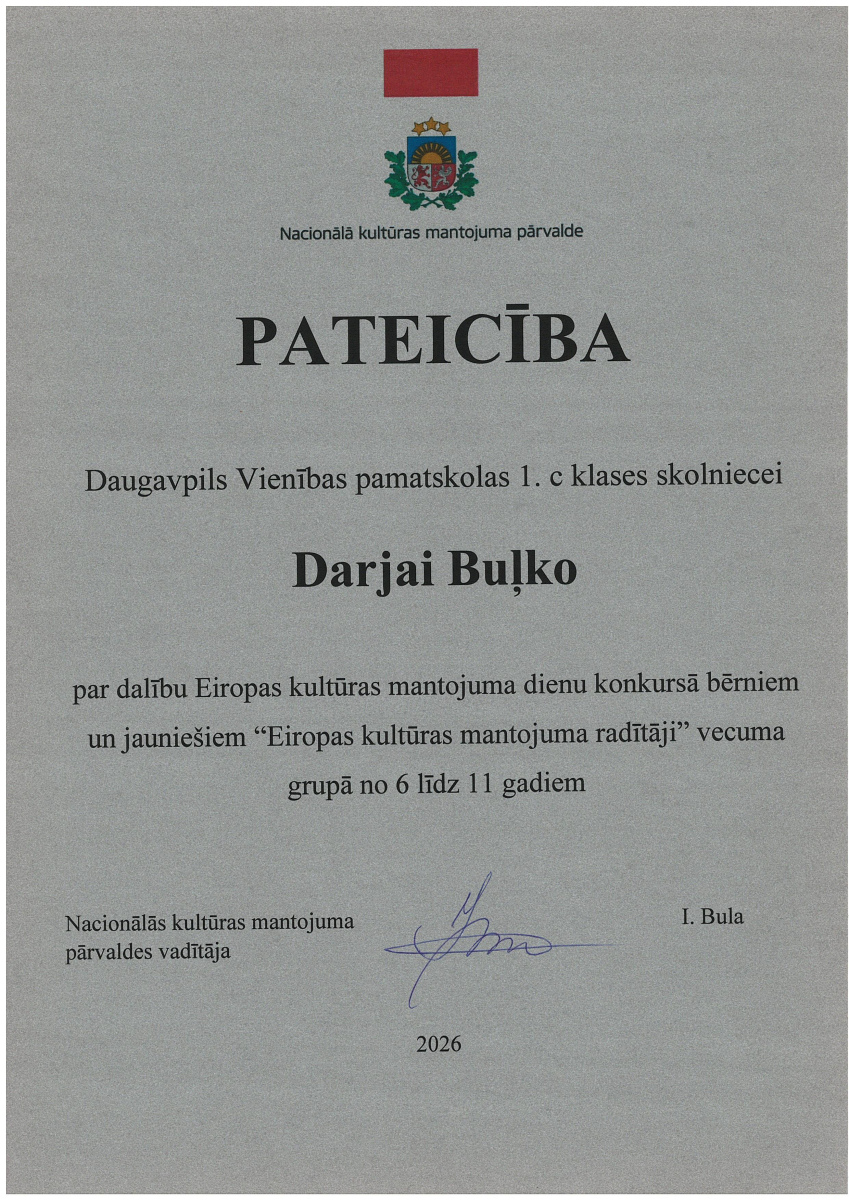 Nacionālā kultūras mantojuma pārvalde
PATEICĪBA
Daugavpils Vienības pamatskolas 1. c klases skolniecei
Darjai Buļko
par dalību Eiropas kultūras mantojuma dienu konkursā bērniem
un jauniešiem “Eiropas kultūras mantojuma radītāji” vecuma
grupā no 6 līdz 11 gadiem
Nacionālās kultūras mantojuma
pārvaldes vadītāja
I. Bula
2026